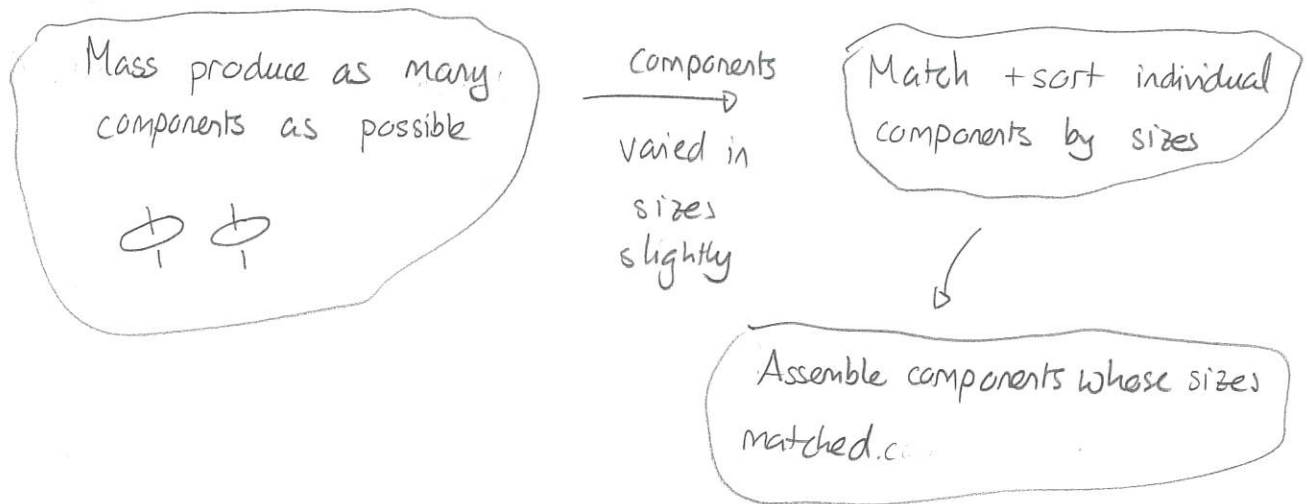 Mass produce as many
components as possible
components
varied in
sizes
slightly
Match + sort individual
components by sizes
Assemble components whose sizes
matched.